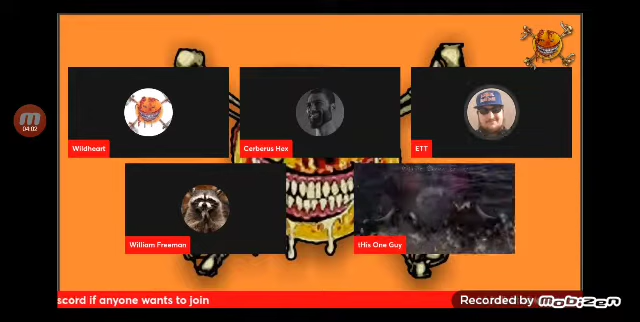 04:02
Wildheart
Cerberus Hex
ETT
William Freeman
tHis One Guy
scord if anyone wants to join
Recorded by MOBIZEN